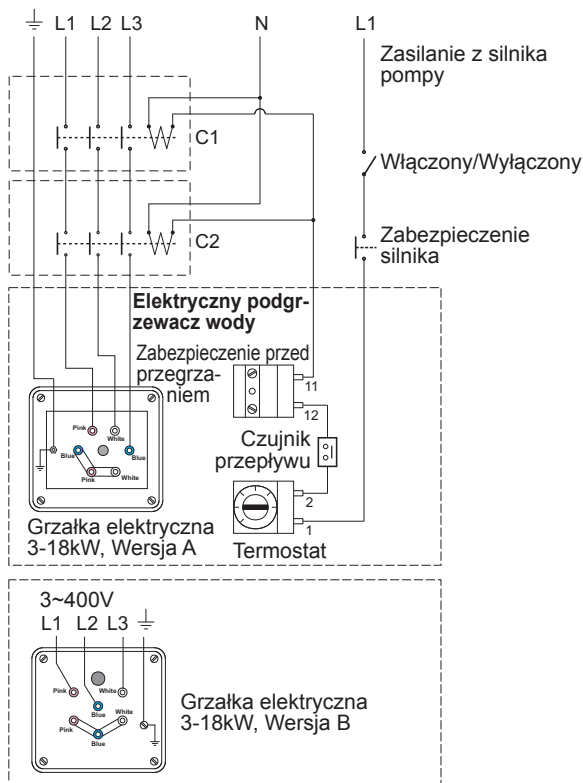 L1 L2 L3 N L1
Zasilanie z silnika
pompy
C1
Włączony/Wyłączony
C2
Zabezpieczenie
silnika
Elektryczny podgr-
zewacz wody
Zabezpieczenie przed
przegrza-
niem
11
12
Pink
White
Blue
Blue
Pink
White
Czujnik
przepływu
2
1
Grzałka elektryczna
3-18kW, Wersja A
Termostat
3~400V
L1 L2 L3
Pink
White
Blue
Pink
White
Blue
Grzałka elektryczna
3-18kW, Wersja B